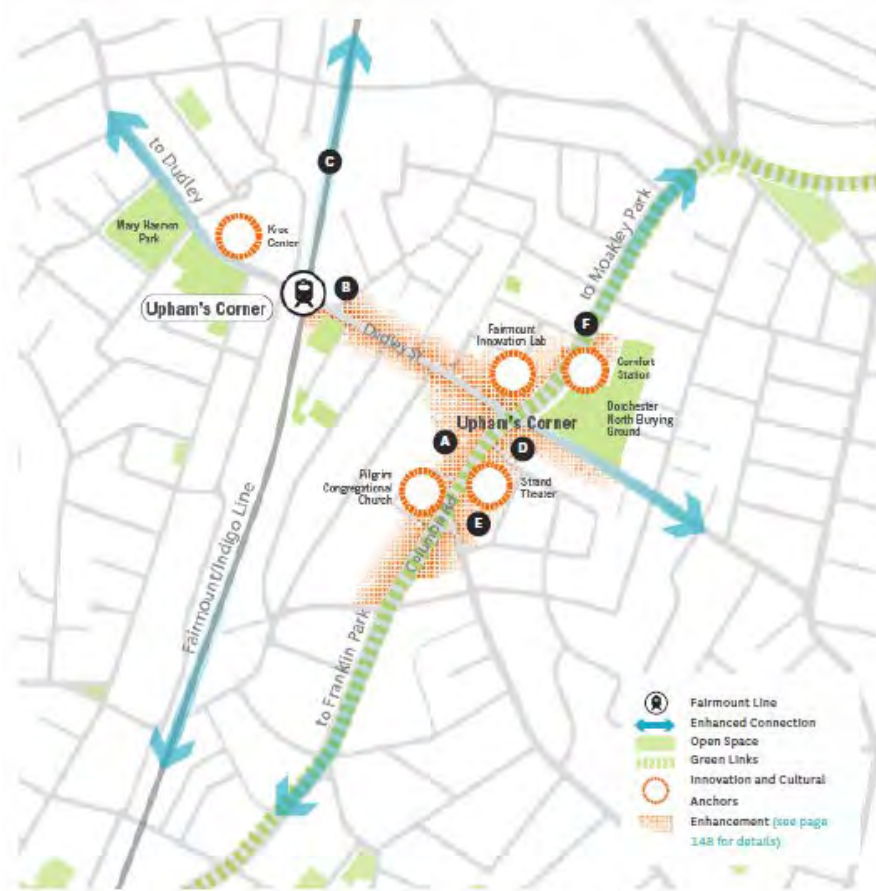 C
to Dudley
Mary Hannon
Park
Kroc
Center
to Moakley Park
B
Upham's Corner
Dudley St
Fairmount
Innovation Lab
F
Comfort
Station
Dorchester
North Burying
Ground
Upham's Corner
A
D
Pilgrim
Congregational
Church
Strand
Theater
E
Columbia Rd
Fairmount/Indigo Line
to Franklin Park
Fairmount Line
Enhanced Connection
Open Space
Green Links
Innovation and Cultural
Anchors
Enhancement (see page
148 for details)